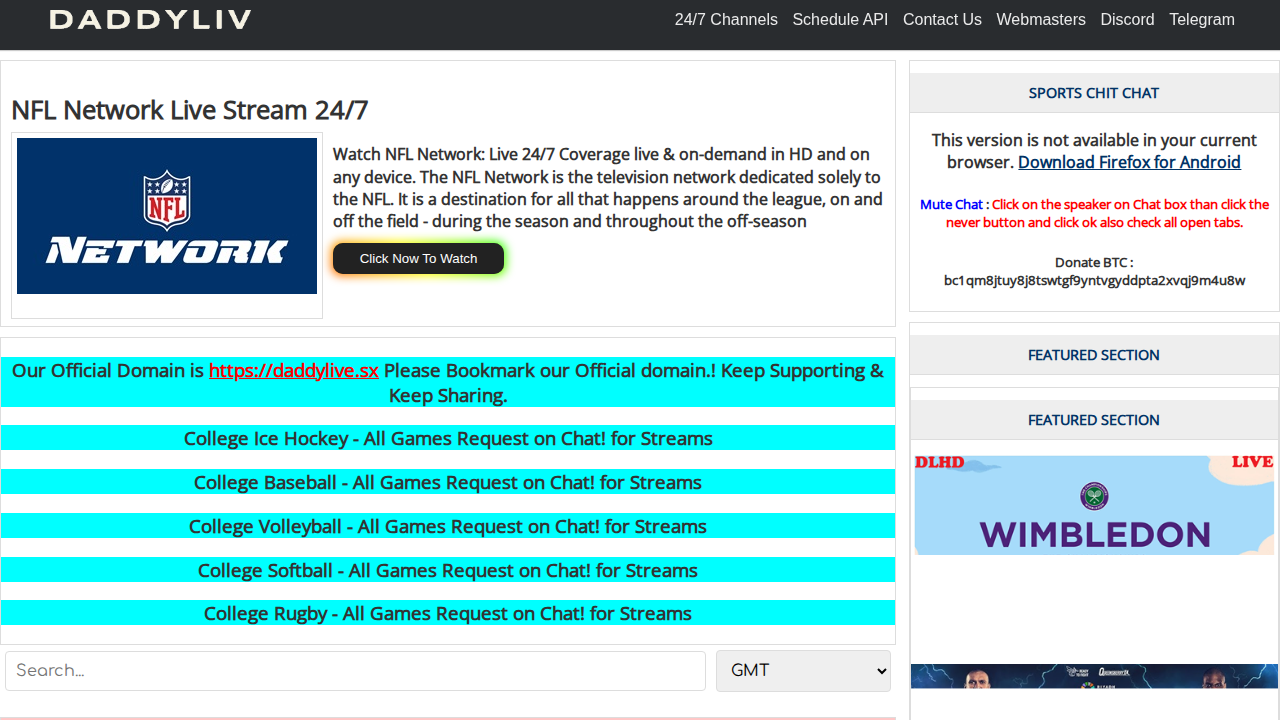 DADDYLIV
24/7 Channels Schedule API Contact Us Webmasters Discord Telegram
NFL Network Live Stream 24/7
NFL
NETWORK
Watch NFL Network: Live 24/7 Coverage live & on-demand in HD and on
any device. The NFL Network is the television network dedicated solely to
the NFL. It is a destination for all that happens around the league, on and
off the field - during the season and throughout the off-season
Click Now To Watch
Our Official Domain is https://daddylive.sx Please Bookmark our Official domain.! Keep Supporting &
Keep Sharing.
College Ice Hockey - All Games Request on Chat! for Streams
College Baseball - All Games Request on Chat! for Streams
College Volleyball - All Games Request on Chat! for Streams
College Softball - All Games Request on Chat! for Streams
College Rugby - All Games Request on Chat! for Streams
Search...
GMT
SPORTS CHIT CHAT
This version is not available in your current
browser. Download Firefox for Android
Mute Chat : Click on the speaker on Chat box than click the
never button and click ok also check all open tabs.
Donate BTC :
bc1qm8jtuy8j8tswtgf9yntvgyddpta2xvqj9m4u8w
FEATURED SECTION
FEATURED SECTION
DLHD LIVE
WIMBLEDON